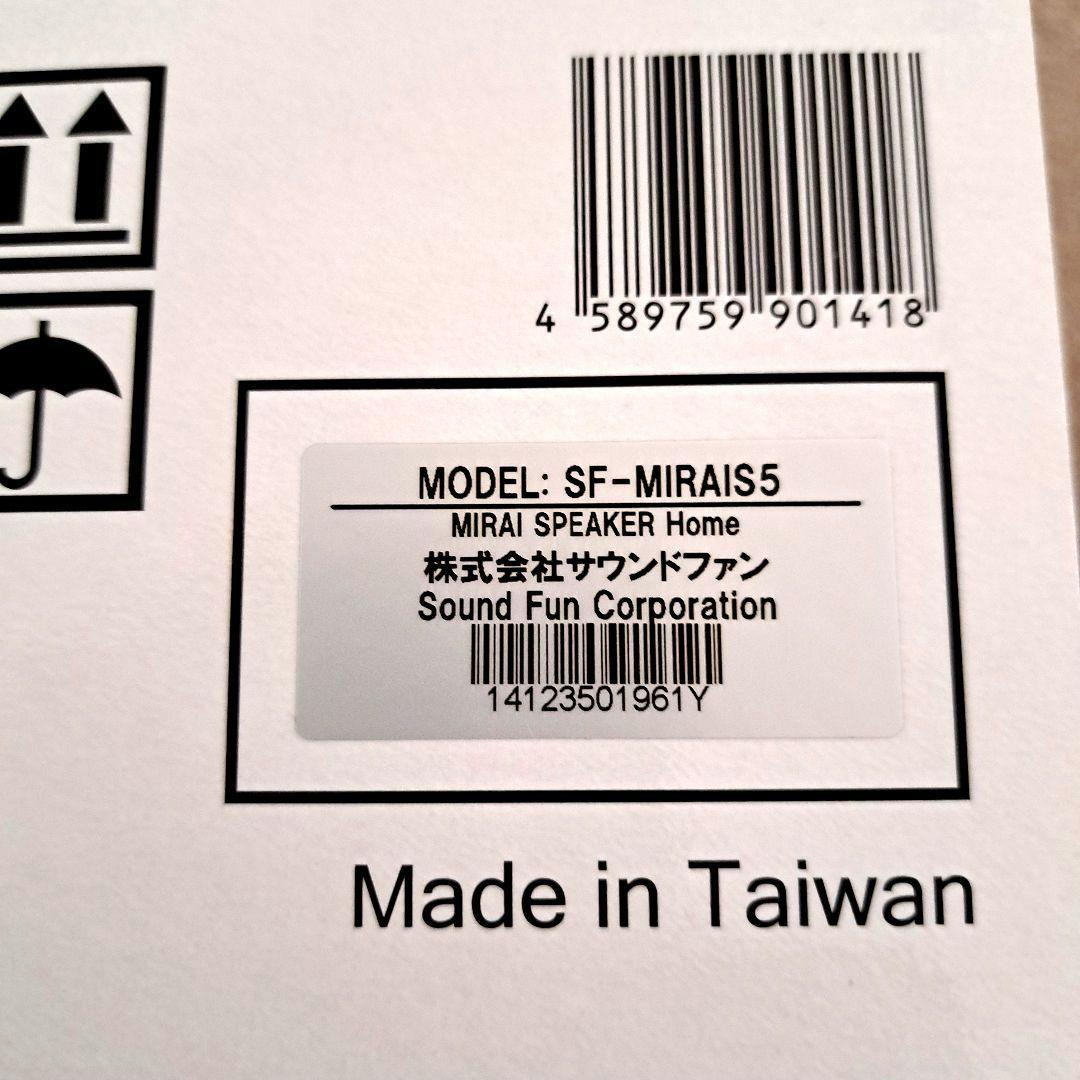 4 589759 901418
MODEL: SF-MIRAIS5
MIRAI SPEAKER Home
株式会社サウンドファン
Sound Fun Corporation
14123501961Y
Made in Taiwan